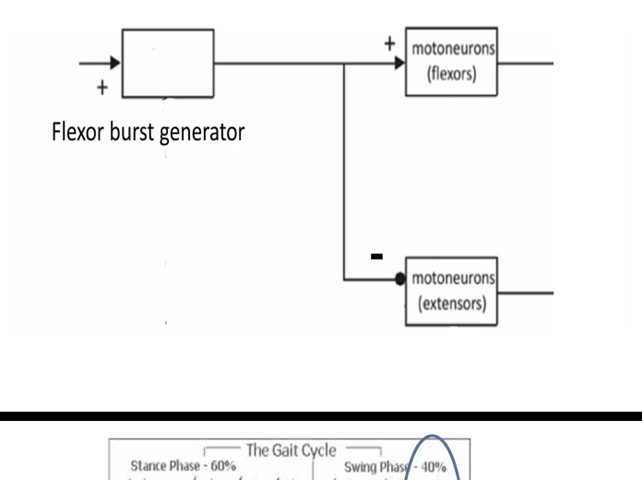 +
motoneurons
(flexors)
+
Flexor burst generator
-
motoneurons
(extensors)
The Gait Cycle
Stance Phase - 60%
Swing Phase - 40%